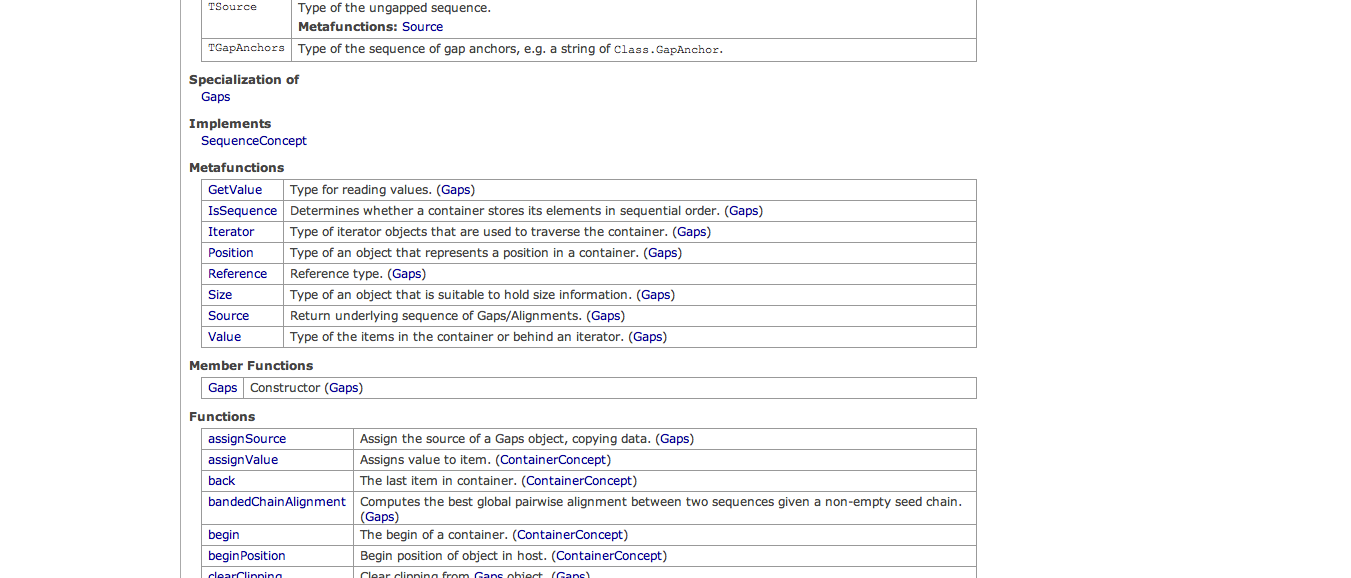 TSource Type of the ungapped sequence.
Metafunctions: Source
TGapAnchors Type of the sequence of gap anchors, e.g. a string of Class.GapAnchor.
Specialization of
Gaps
Implements
SequenceConcept
Metafunctions
GetValue Type for reading values. (Gaps)
IsSequence Determines whether a container stores its elements in sequential order. (Gaps)
Iterator Type of iterator objects that are used to traverse the container. (Gaps)
Position Type of an object that represents a position in a container. (Gaps)
Reference Reference type. (Gaps)
Size Type of an object that is suitable to hold size information. (Gaps)
Source Return underlying sequence of Gaps/Alignments. (Gaps)
Value Type of the items in the container or behind an iterator. (Gaps)
Member Functions
Gaps Constructor (Gaps)
Functions
assignSource Assign the source of a Gaps object, copying data. (Gaps)
assignValue Assigns value to item. (ContainerConcept)
back The last item in container. (ContainerConcept)
bandedChainAlignment Computes the best global pairwise alignment between two sequences given a non-empty seed chain.
(Gaps)
begin The begin of a container. (ContainerConcept)
beginPosition Begin position of object in host. (ContainerConcept)
clearClipping Clear clipping from Gaps object. (Gaps)